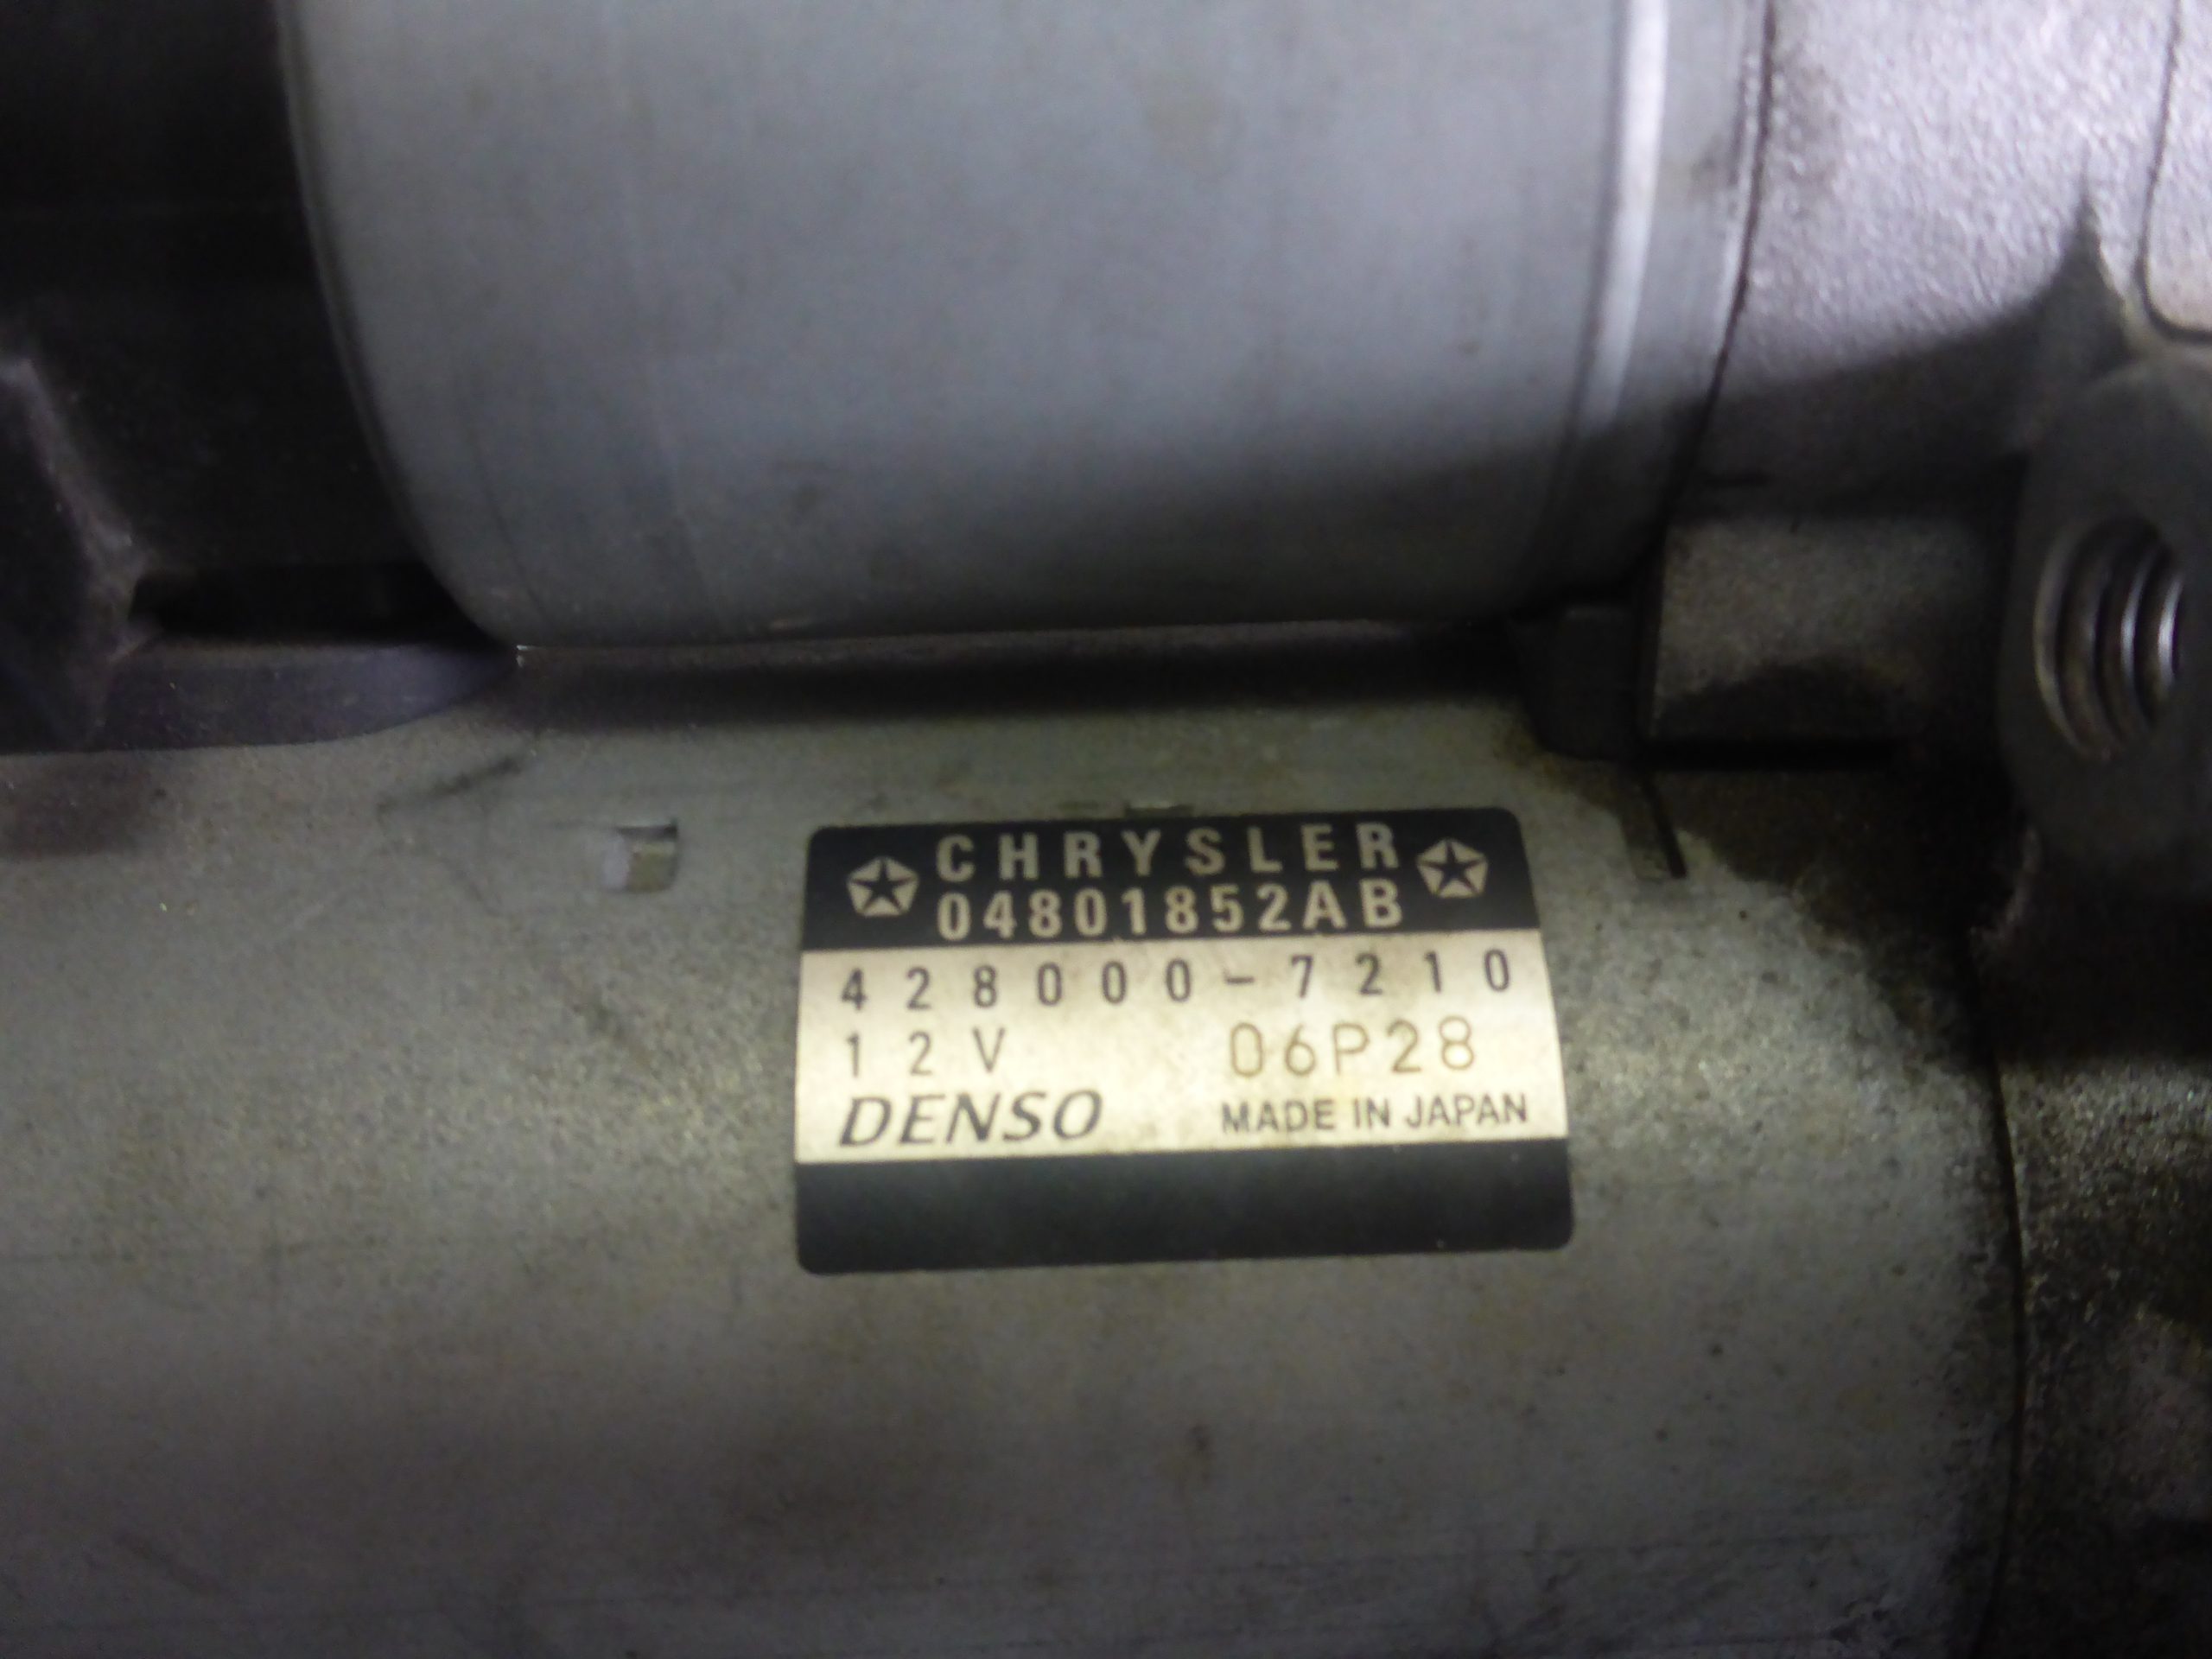 CHRYSLER
04801852AB
428000-7210
12V 06P28
DENSO MADE IN JAPAN